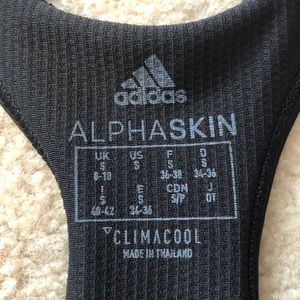 adidas
ALPHASKIN
UK US F D
S S S S
8-10 36-38 34-36
I E CDN J
S S S/P OT
40-42 34-36
CLIMACOOL
MADE IN THAILAND